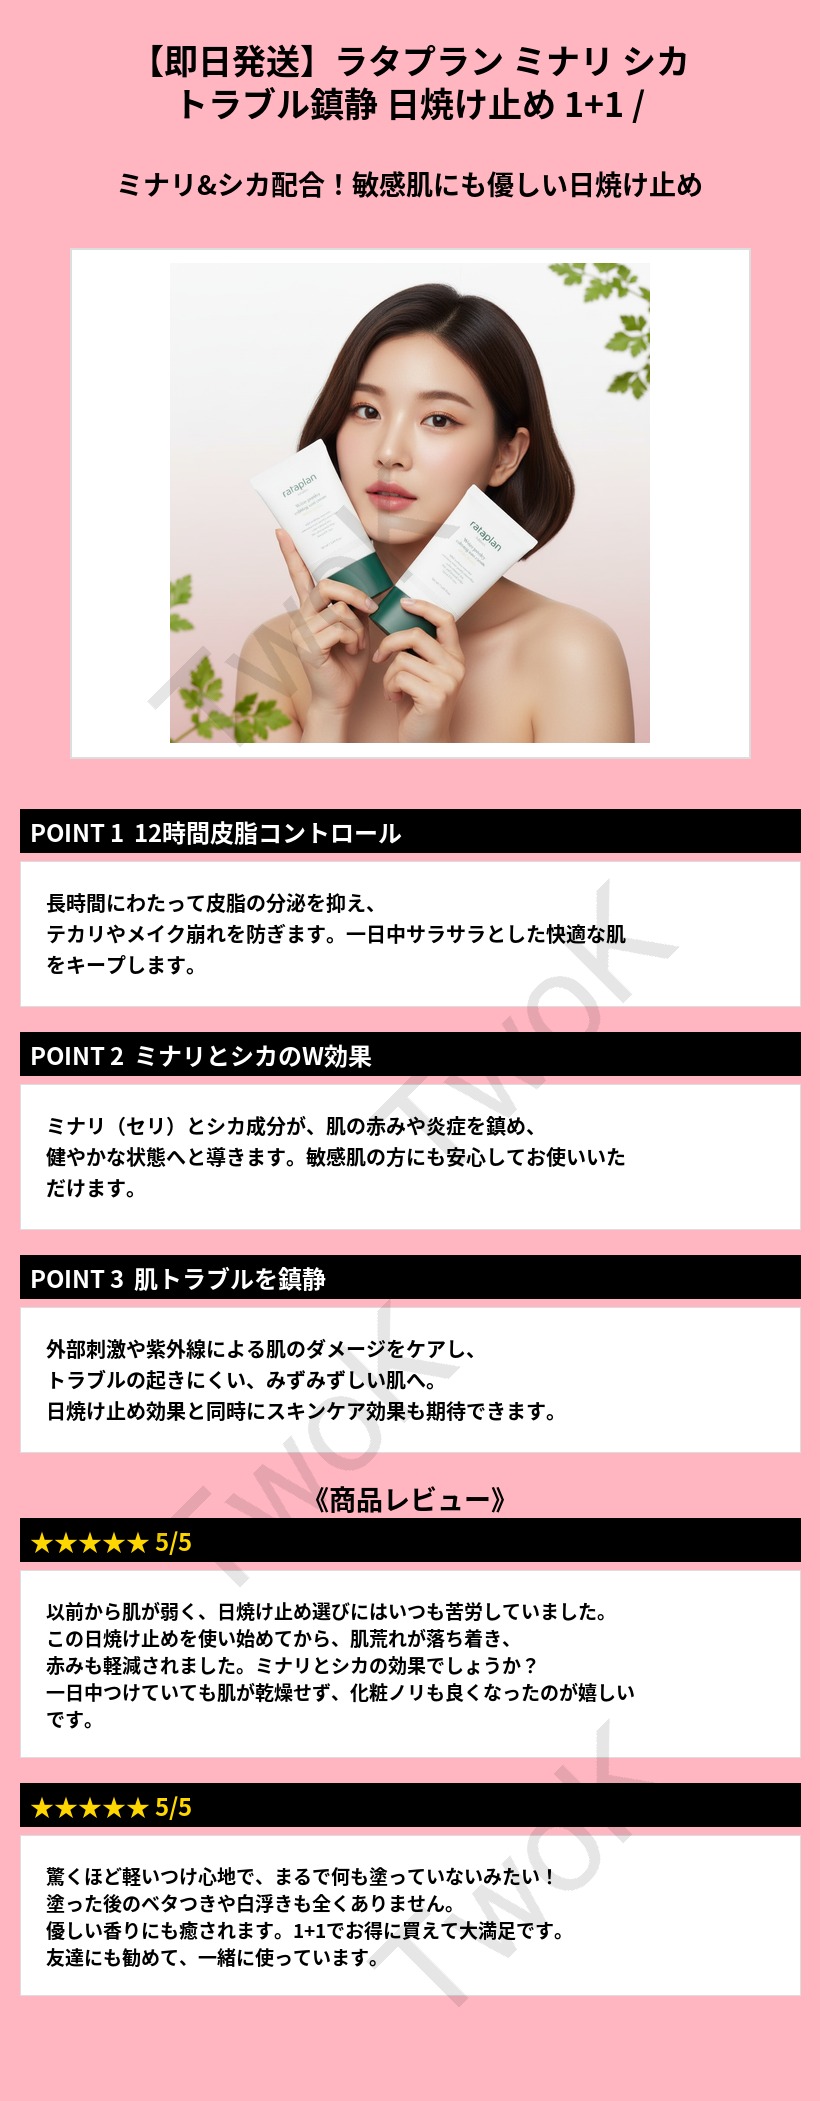 【即日発送】ラタプラン ミナリ シカ
トラブル鎮静 日焼け止め 1+1 /
ミナリ&シカ配合！敏感肌にも優しい日焼け止め
rataplan
rataplan
POINT 1 12時間皮脂コントロール
長時間にわたって皮脂の分泌を抑え、
テカリやメイク崩れを防ぎます。一日中サラサラとした快適な肌
をキープします。
POINT 2 ミナリとシカのW効果
ミナリ（セリ）とシカ成分が、肌の赤みや炎症を鎮め、
健やかな状態へと導きます。敏感肌の方にも安心してお使いいた
だけます。
POINT 3 肌トラブルを鎮静
外部刺激や紫外線による肌のダメージをケアし、
トラブルの起きにくい、みずみずしい肌へ。
日焼け止め効果と同時にスキンケア効果も期待できます。
《商品レビュー》
★★★★★ 5/5
以前から肌が弱く、日焼け止め選びにはいつも苦労していました。
この日焼け止めを使い始めてから、肌荒れが落ち着き、
赤みも軽減されました。ミナリとシカの効果でしょうか？
一日中つけていても肌が乾燥せず、化粧ノリも良くなったのが嬉しい
です。
★★★★★ 5/5
驚くほど軽いつけ心地で、まるで何も塗っていないみたい！
塗った後のベタつきや白浮きも全くありません。
優しい香りにも癒されます。1+1でお得に買えて大満足です。
友達にも勧めて、一緒に使っています。
TwoK
TwoK
TwoK
TwoK